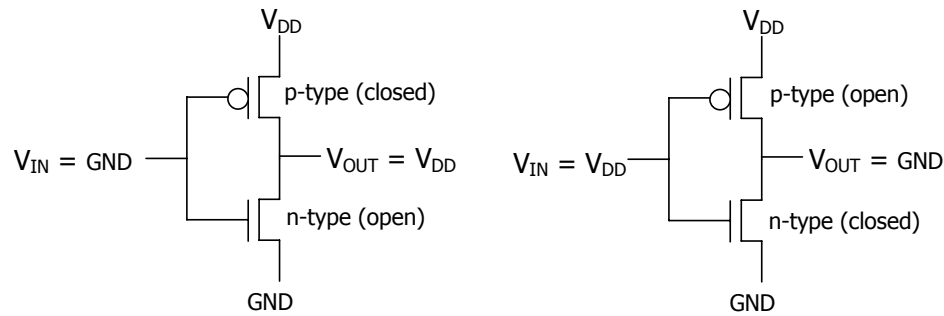 V_DD
p-type (closed)
V_IN = GND
V_OUT = V_DD
n-type (open)
GND
V_DD
p-type (open)
V_IN = V_DD
V_OUT = GND
n-type (closed)
GND